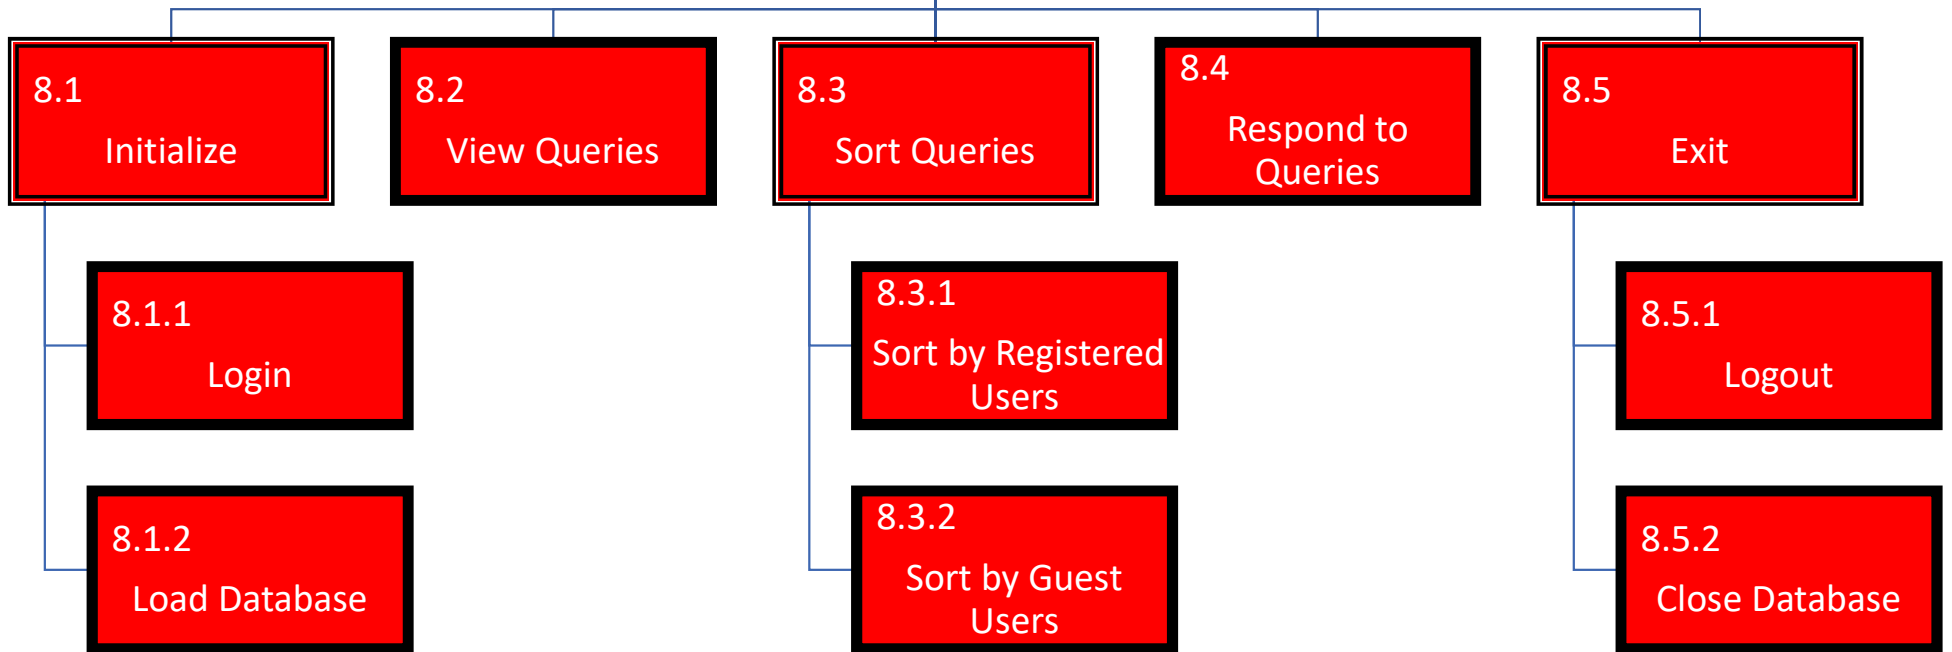 8.1
Initialize
8.2
View Queries
8.3
Sort Queries
8.4
Respond to
Queries
8.5
Exit
8.1.1
Login
8.3.1
Sort by Registered
Users
8.5.1
Logout
8.1.2
Load Database
8.3.2
Sort by Guest
Users
8.5.2
Close Database